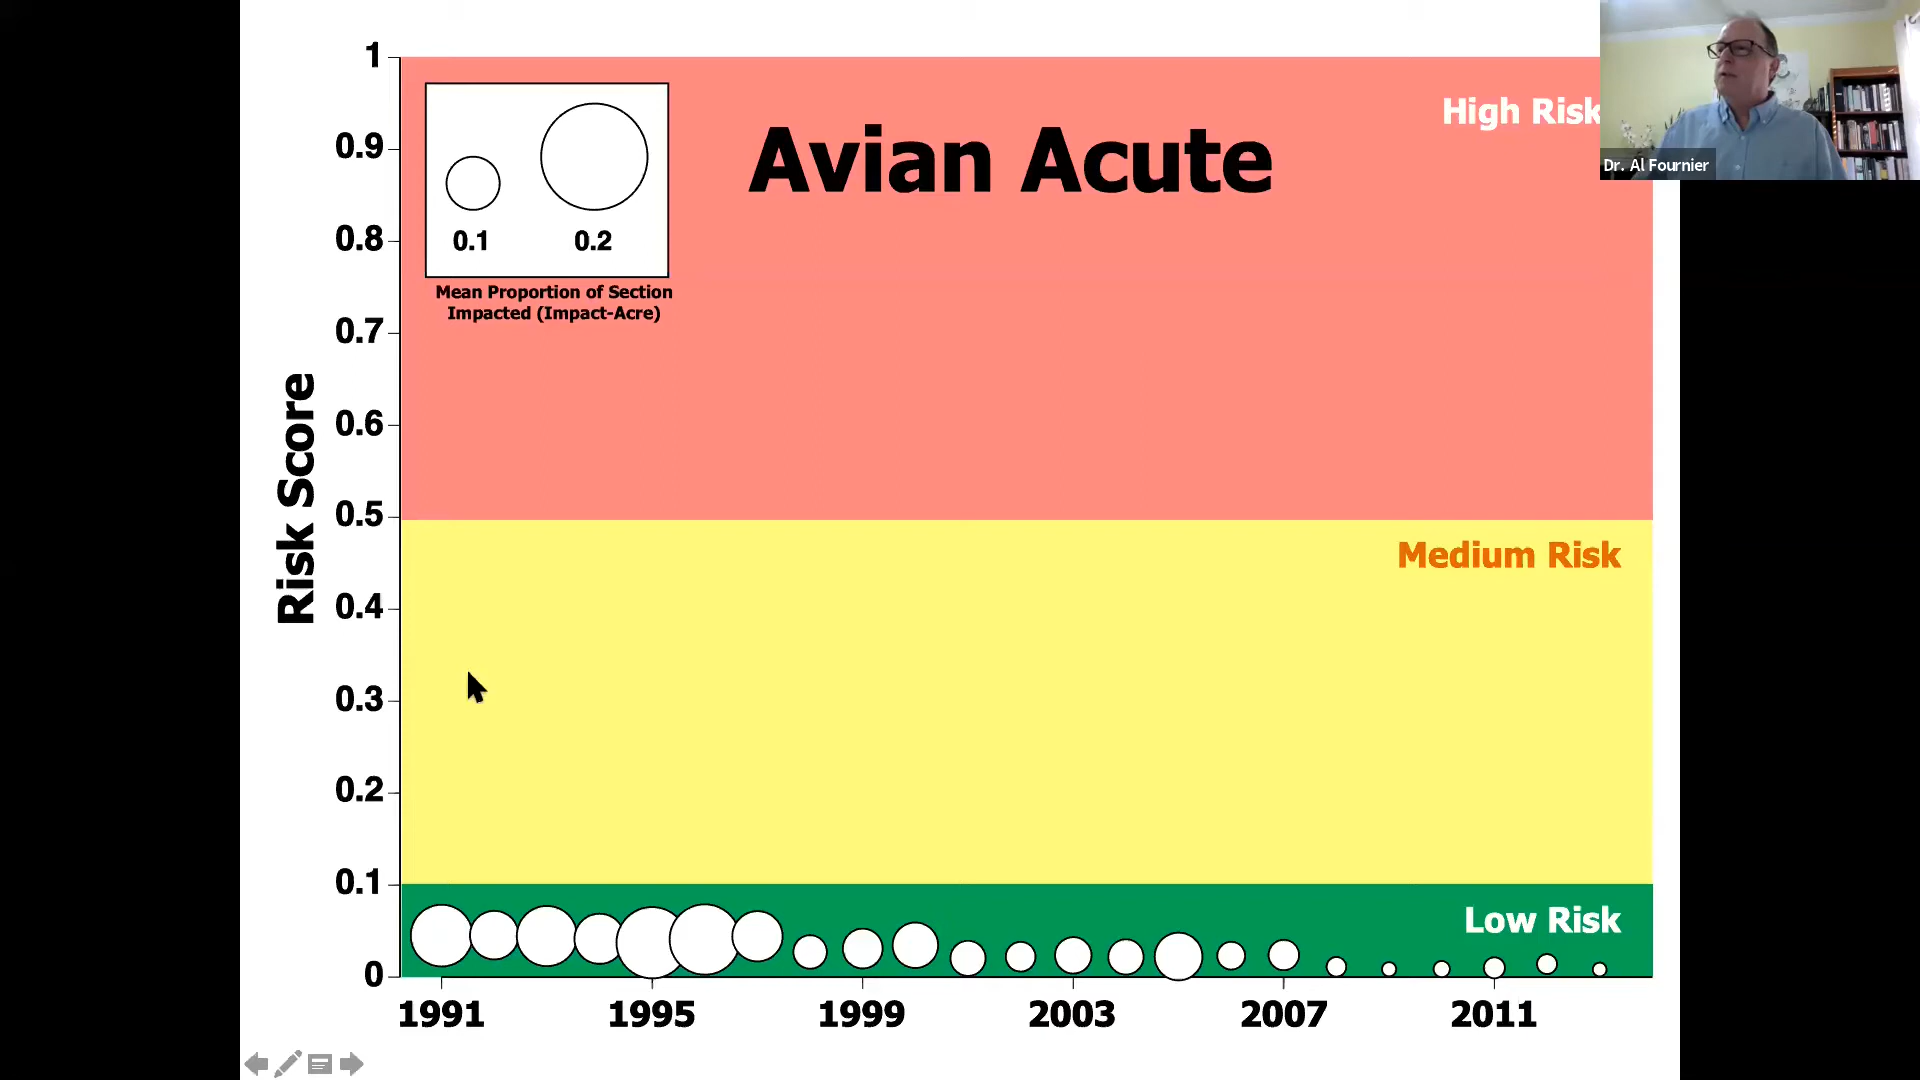 1
0.9
0.8
0.7
0.6
0.5
0.4
0.3
0.2
0.1
0
Risk Score
0.1 0.2
Mean Proportion of Section
Impacted (Impact-Acre)
Avian Acute
High Risk
Dr. Al Fournier
Medium Risk
Low Risk
1991 1995 1999 2003 2007 2011